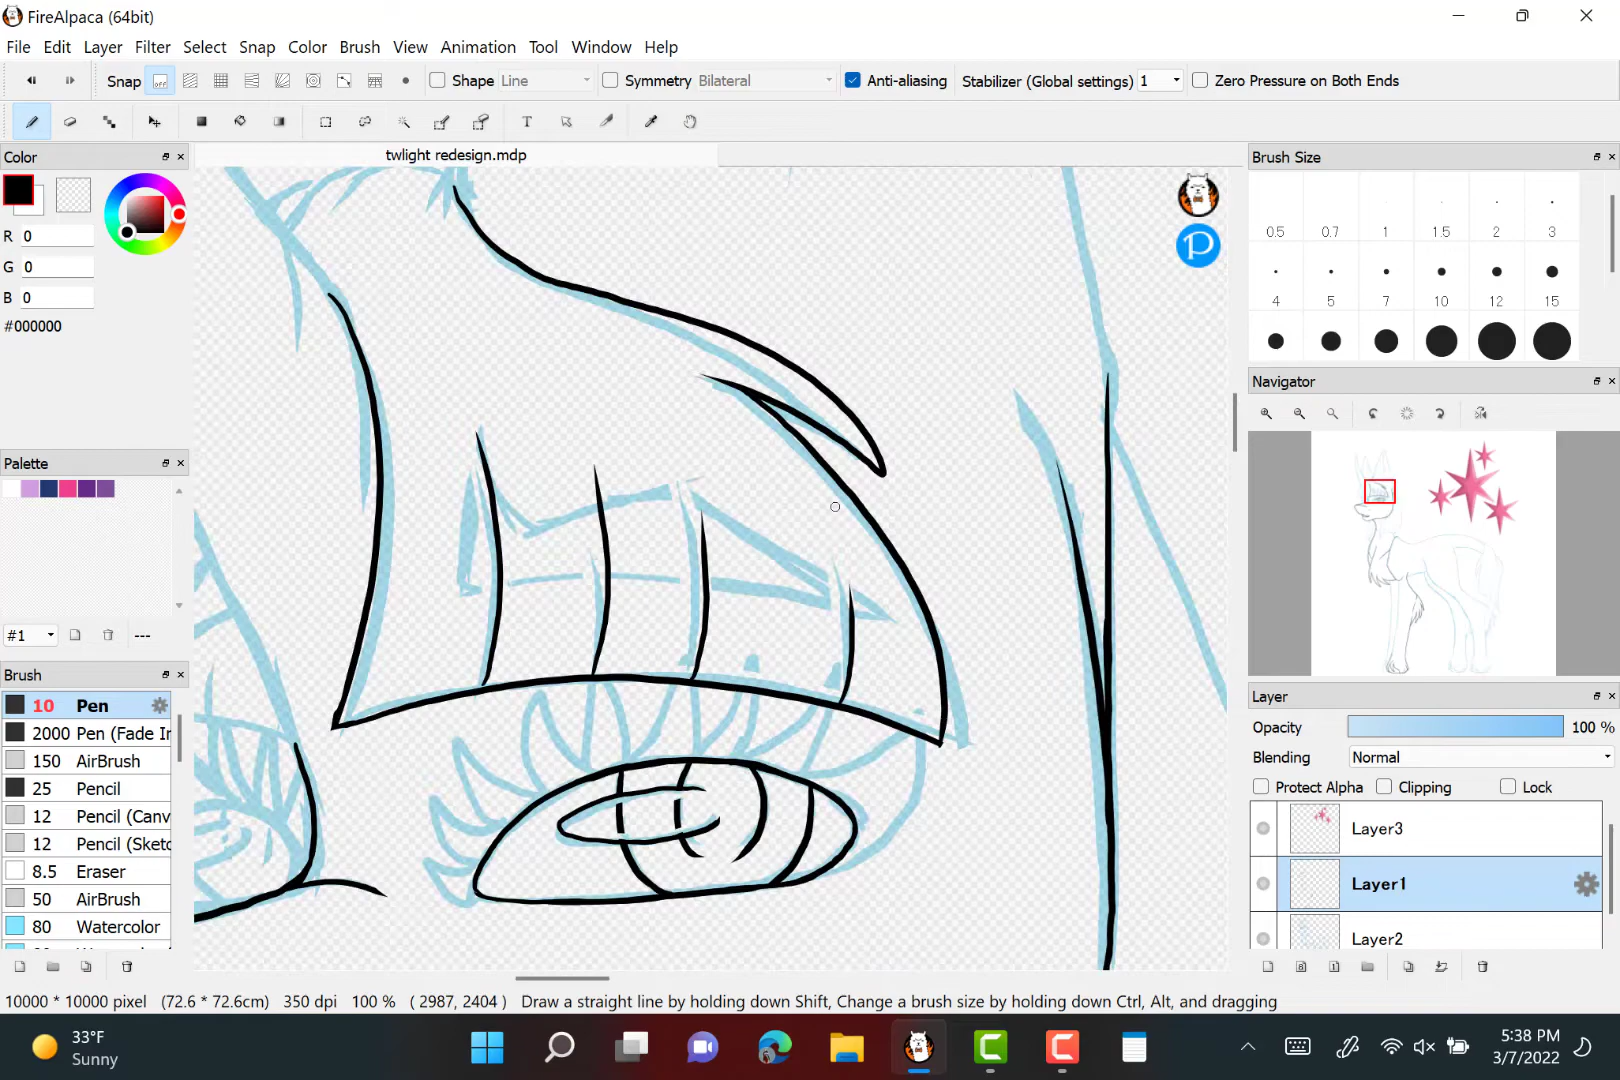 FireAlpaca (64bit)
File Edit Layer Filter Select Snap Color Brush View Animation Tool Window Help
Snap off Shape Line Symmetry Bilateral Anti-aliasing Stabilizer (Global settings) 1 Zero Pressure on Both Ends
T
Color
twlight redesign.mdp
Brush Size
R 0
G 0
B 0
#000000
P
0.5 0.7 1 1.5 2 3
4 5 7 10 12 15
Navigator
Palette
#1 ---
Brush
10 Pen
2000 Pen (Fade In
150 AirBrush
25 Pencil
12 Pencil (Canv
12 Pencil (Sketc
8.5 Eraser
50 AirBrush
80 Watercolor
Layer
Opacity 100 %
Blending Normal
Protect Alpha Clipping Lock
Layer3
Layer1
Layer2
10000 * 10000 pixel (72.6 * 72.6cm) 350 dpi 100 % ( 2987, 2404 ) Draw a straight line by holding down Shift, Change a brush size by holding down Ctrl, Alt, and dragging
33°F
Sunny
5:38 PM
3/7/2022